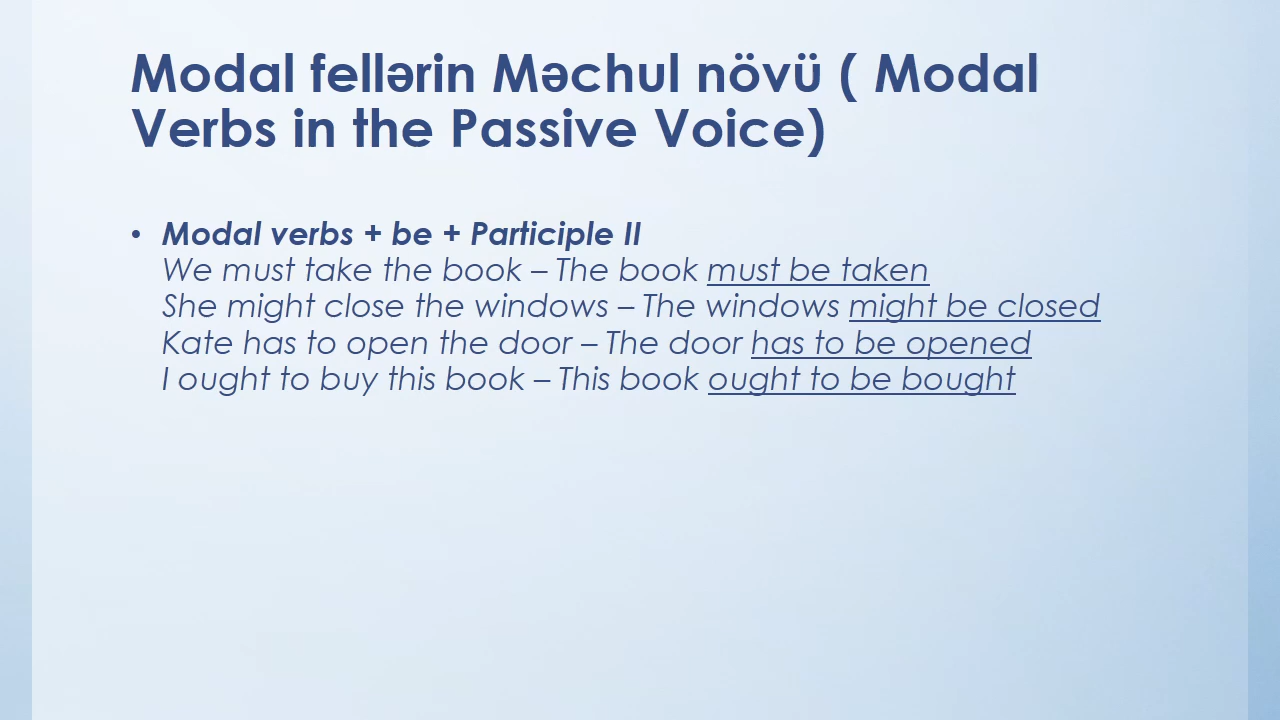 Modal fellərin Məchul növü ( Modal
Verbs in the Passive Voice)
• Modal verbs + be + Participle II
We must take the book – The book must be taken
She might close the windows – The windows might be closed
Kate has to open the door – The door has to be opened
I ought to buy this book – This book ought to be bought